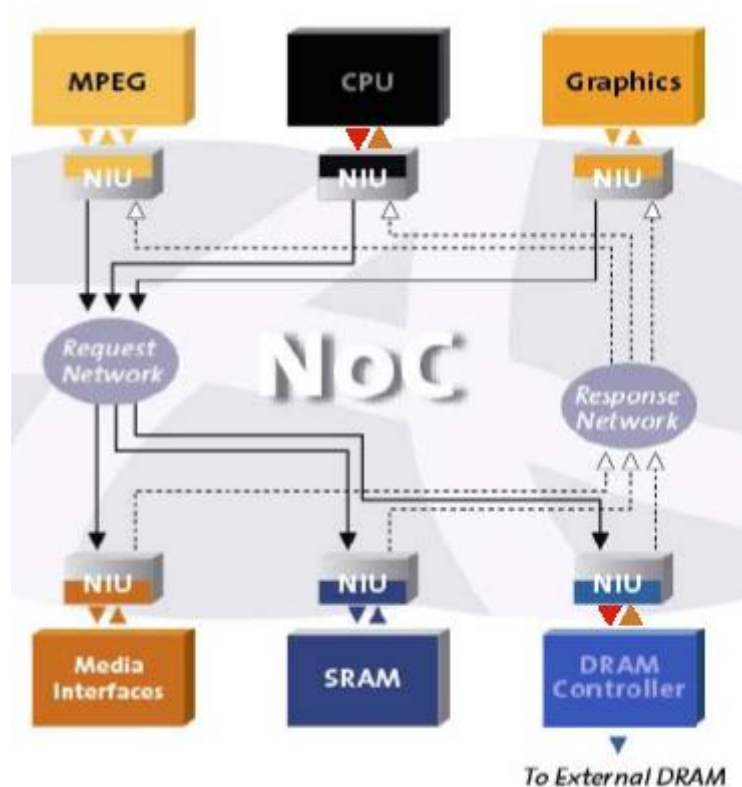 MPEG
CPU
Graphics
NIU
NIU
NIU
Request
Network
NoC
Response
Network
NIU
NIU
NIU
Media
Interfaces
SRAM
DRAM
Controller
To External DRAM